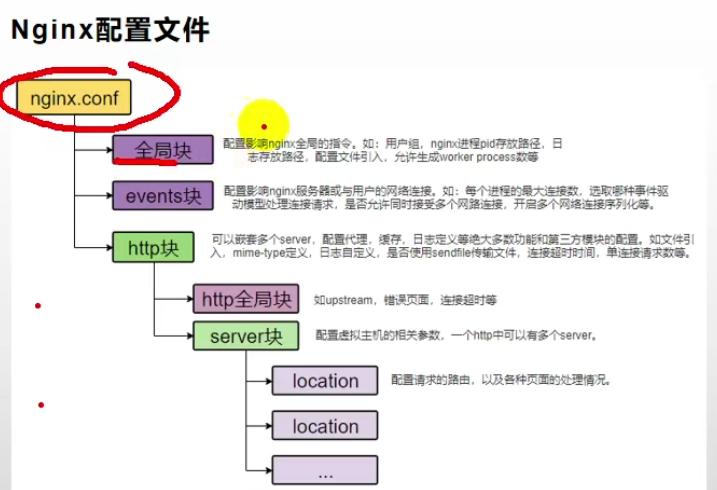 Nginx配置文件
nginx.conf
全局块
配置影响nginx全局的指令。如：用户组，nginx进程pid存放路径，日
志存放路径，配置文件引入，允许生成worker process数等
events块
配置影响nginx服务器或与用户的网络连接。如：每个进程的最大连接数，选取哪种事件驱
动模型处理连接请求，是否允许同时接受多个网路连接，开启多个网络连接序列化等。
http块
可以嵌套多个server，配置代理，缓存，日志定义等绝大多数功能和第三方模块的配置。如文件引
入，mime-type定义，日志自定义，是否使用sendfile传输文件，连接超时时间，单连接请求数等。
http全局块
如upstream，错误页面，连接超时等
server块
配置虚拟主机的相关参数，一个http中可以有多个server。
location
配置请求的路由，以及各种页面的处理情况。
location
...